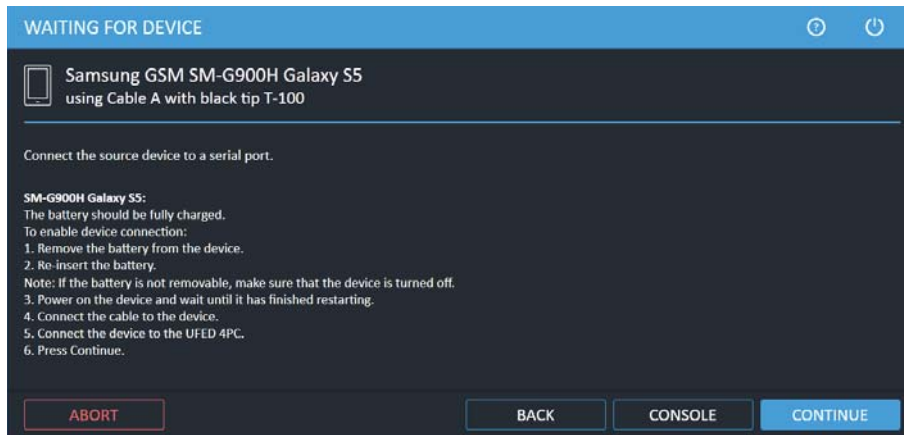 WAITING FOR DEVICE
Samsung GSM SM-G900H Galaxy S5
using Cable A with black tip T-100
Connect the source device to a serial port.
SM-G900H Galaxy S5:
The battery should be fully charged.
To enable device connection:
1. Remove the battery from the device.
2. Re-insert the battery.
Note: If the battery is not removable, make sure that the device is turned off.
3. Power on the device and wait until it has finished restarting.
4. Connect the cable to the device.
5. Connect the device to the UFED 4PC.
6. Press Continue.
ABORT BACK CONSOLE CONTINUE